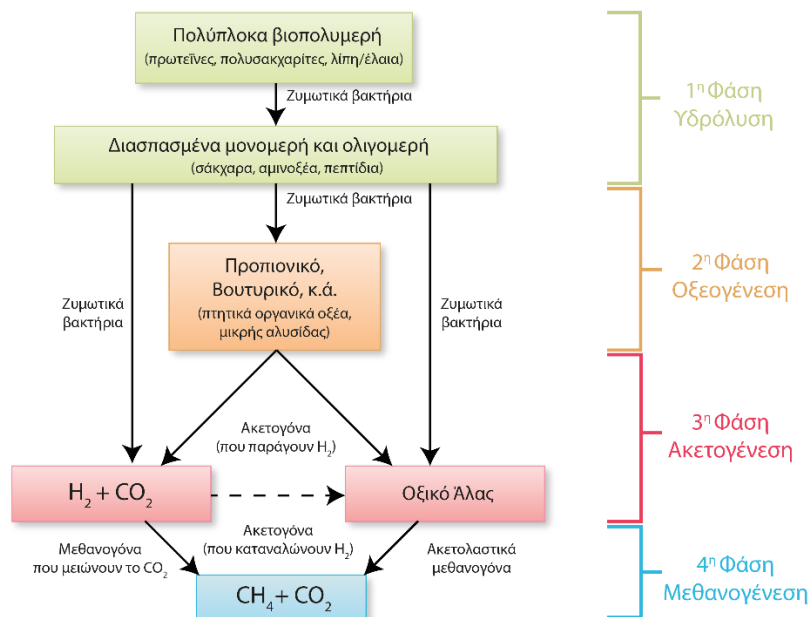 Πολύπλοκα βιοπολυμερή
(πρωτεΐνες, πολυσακχαρίτες, λίπη/έλαια)
Ζυμωτικά βακτήρια
1η Φάση
Υδρόλυση
Διασπασμένα μονομερή και ολιγομερή
(σάκχαρα, αμινοξέα, πεπτίδια)
Ζυμωτικά βακτήρια
Προπιονικό,
Βουτυρικό, κ.ά.
(πτητικά οργανικά οξέα,
μικρής αλυσίδας)
Ζυμωτικά
βακτήρια
Ζυμωτικά
βακτήρια
2η Φάση
Οξεογένεση
Ακετογόνα
(που παράγουν H2)
3η Φάση
Ακετογένεση
H2 + CO2
Οξικό Άλας
Μεθανογόνα
που μειώνουν το CO2
Ακετογόνα
(που καταναλώνουν H2)
Ακετολαστικά
μεθανογόνα
4η Φάση
Μεθανογένεση
CH4 + CO2